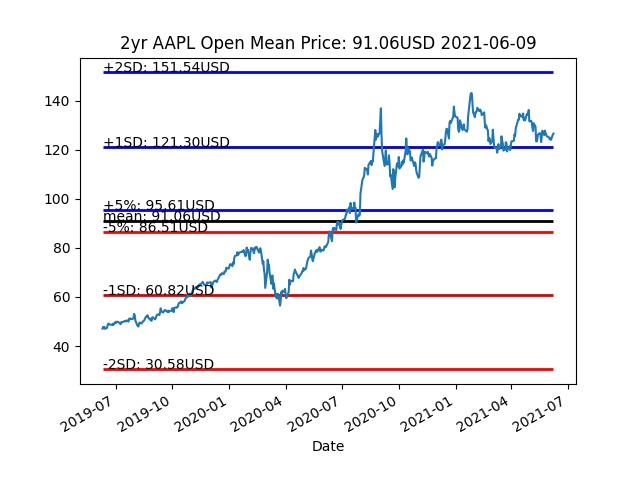 2yr AAPL Open Mean Price: 91.06USD 2021-06-09
+2SD: 151.54USD
140
+1SD: 121.30USD
120
100
+5%: 95.61USD
mean: 91.06USD
-5%: 86.51USD
80
-1SD: 60.82USD
60
40
-2SD: 30.58USD
2019-07
2019-10
2020-01
2020-04
2020-07
2020-10
2021-01
2021-04
2021-07
Date